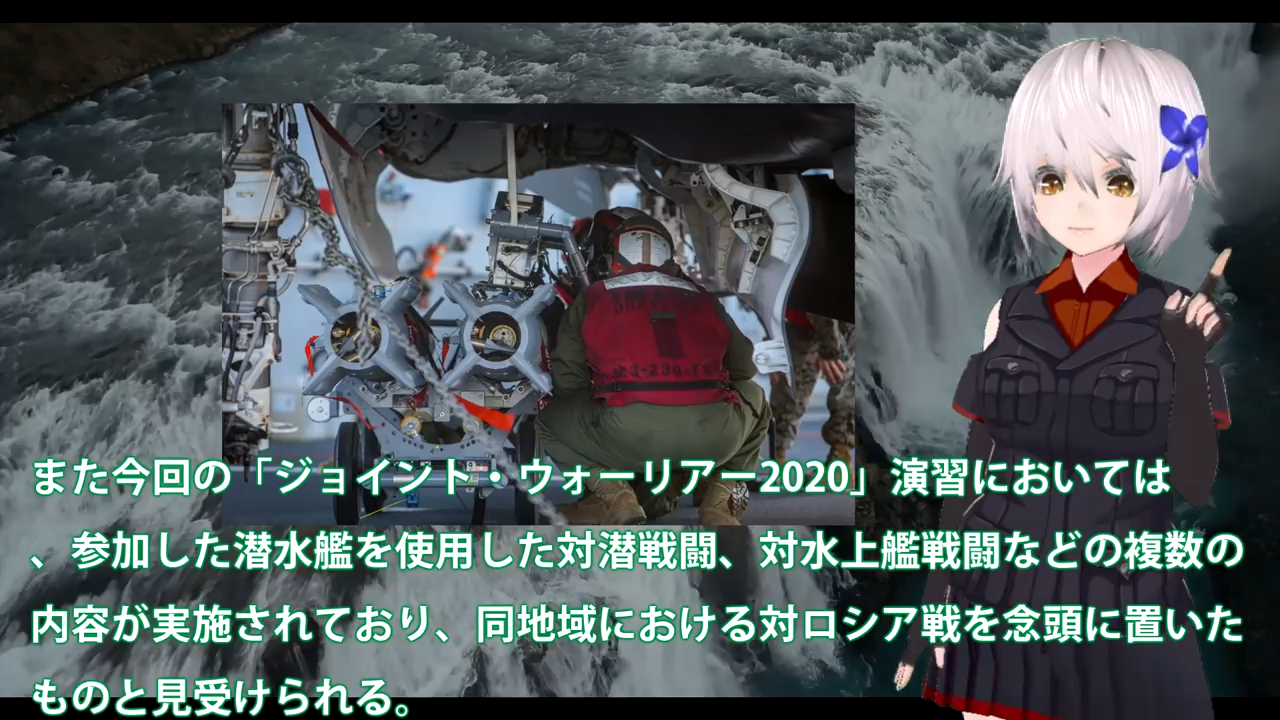 また今回の「ジョイント・ウォーリアー2020」演習においては
、参加した潜水艦を使用した対潜戦闘、対水上艦戦闘などの複数の
内容が実施されており、同地域における対ロシア戦を念頭に置いた
ものと見受けられる。